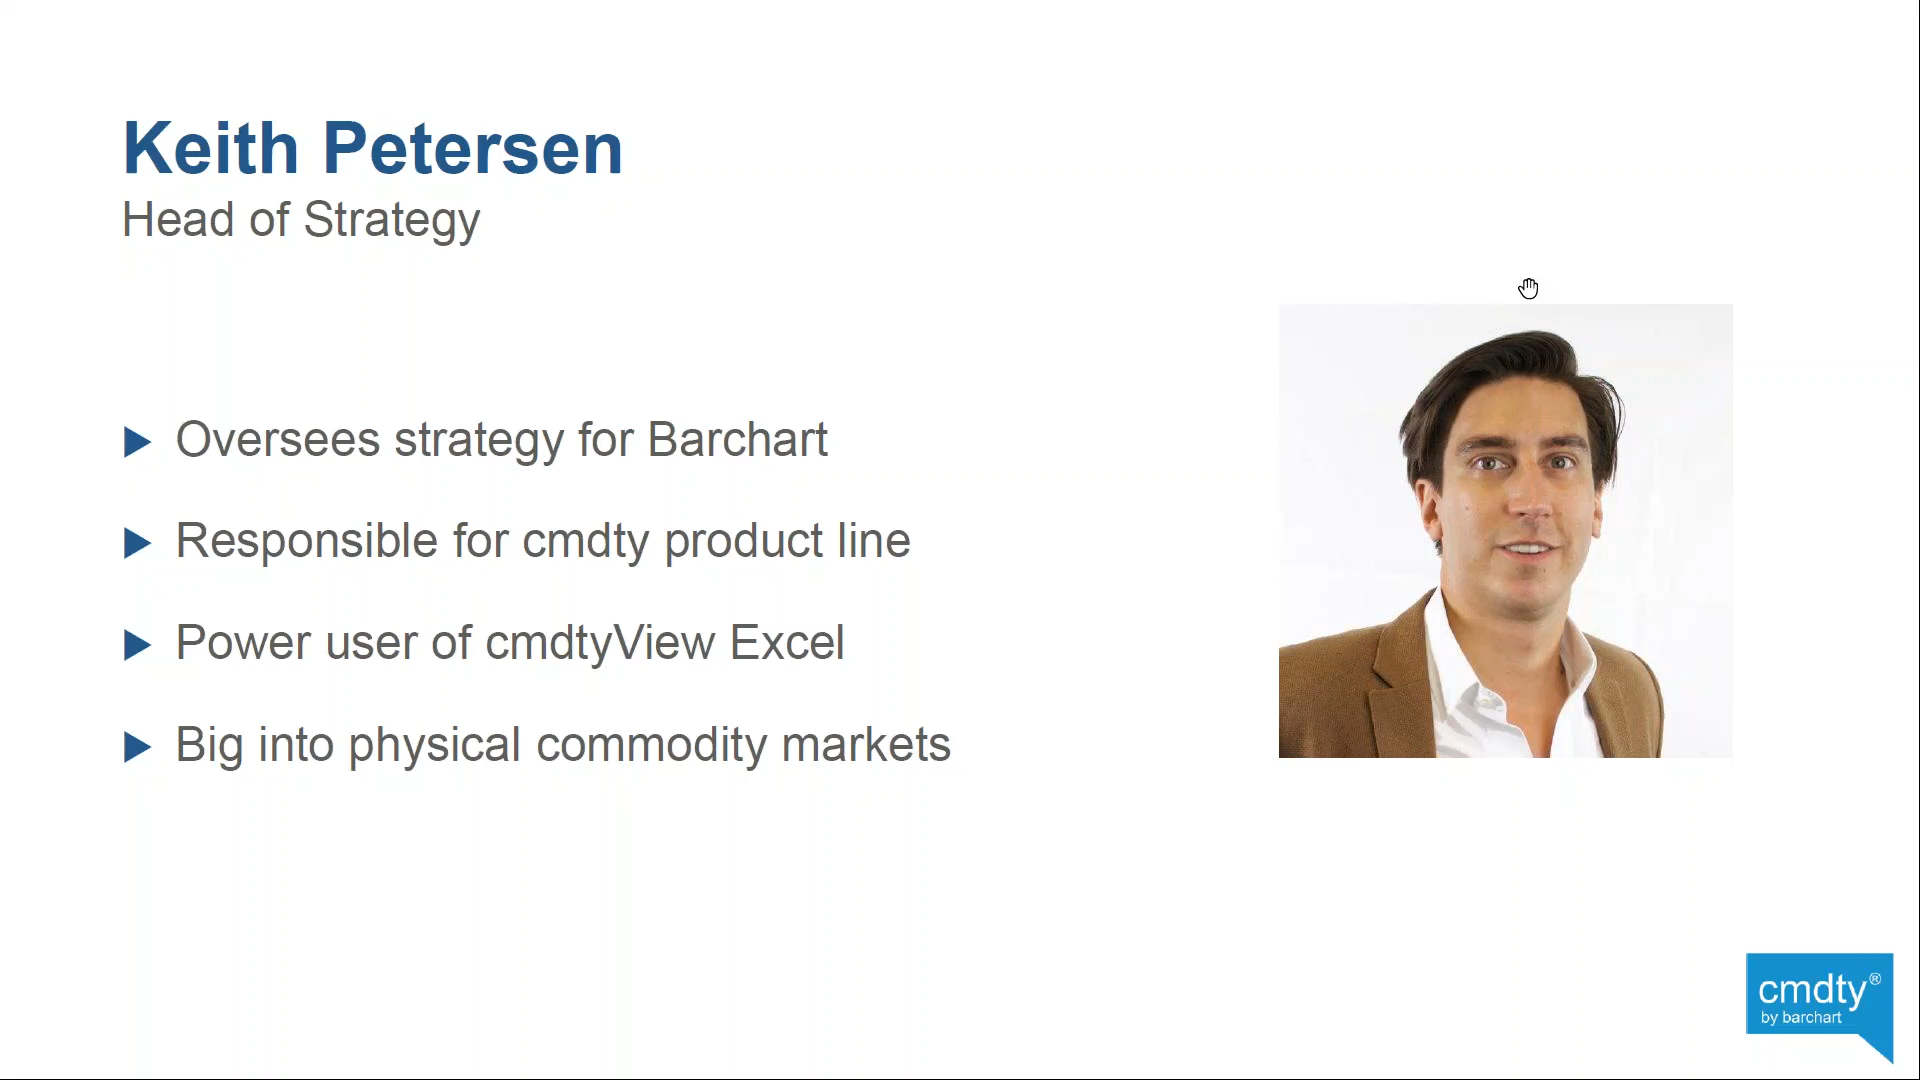 Keith Petersen
Head of Strategy
Oversees strategy for Barchart
Responsible for cmdty product line
Power user of cmdtyView Excel
Big into physical commodity markets
cmdty®
by barchart